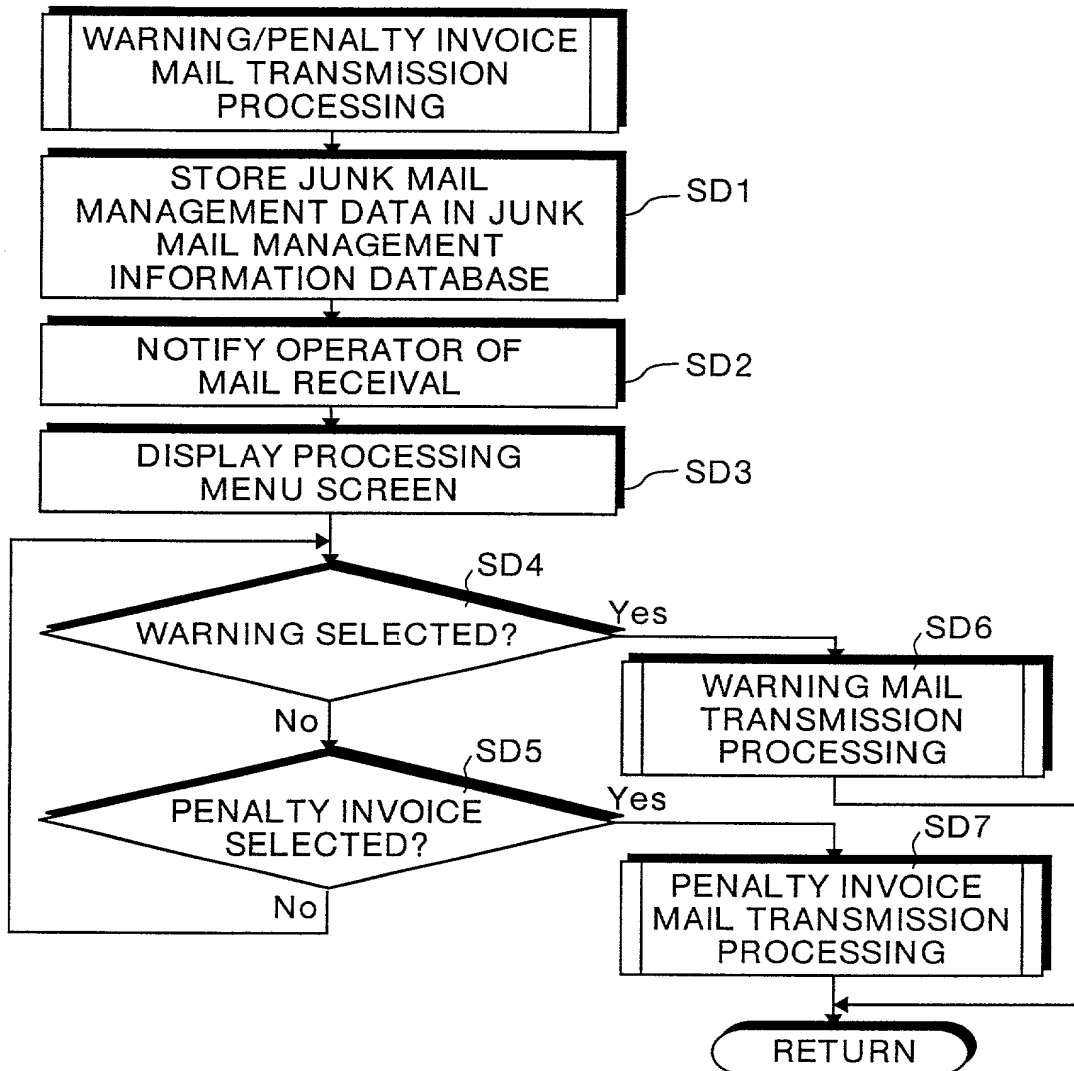 WARNING/PENALTY INVOICE
MAIL TRANSMISSION
PROCESSING
STORE JUNK MAIL
MANAGEMENT DATA IN JUNK
MAIL MANAGEMENT
INFORMATION DATABASE
SD1
NOTIFY OPERATOR OF
MAIL RECEIVAL
SD2
DISPLAY PROCESSING
MENU SCREEN
SD3
SD4
WARNING SELECTED?
Yes
No
SD6
WARNING MAIL
TRANSMISSION
PROCESSING
SD5
PENALTY INVOICE
SELECTED?
Yes
No
SD7
PENALTY INVOICE
MAIL TRANSMISSION
PROCESSING
RETURN